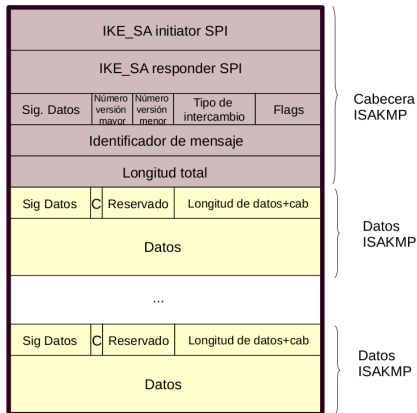 IKE_SA initiator SPI
IKE_SA responder SPI
Sig. Datos
Número
versión
mayor
Número
versión
menor
Tipo de
intercambio
Flags
Identificador de mensaje
Longitud total
Cabecera
ISAKMP
Sig Datos
C
Reservado
Longitud de datos+cab
Datos
Datos
ISAKMP
...
Sig Datos
C
Reservado
Longitud de datos+cab
Datos
Datos
ISAKMP